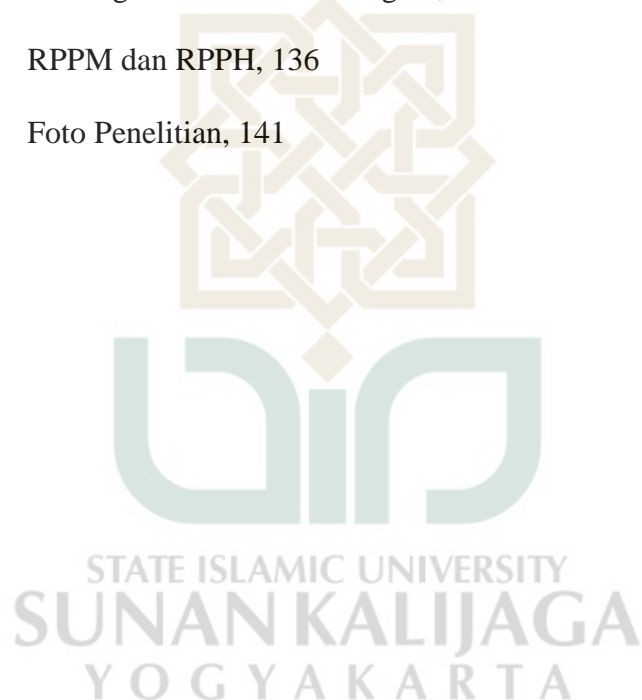 RPPM dan RPPH, 136
Foto Penelitian, 141
STATE ISLAMIC UNIVERSITY
SUNAN KALIJAGA
YOGYAKARTA